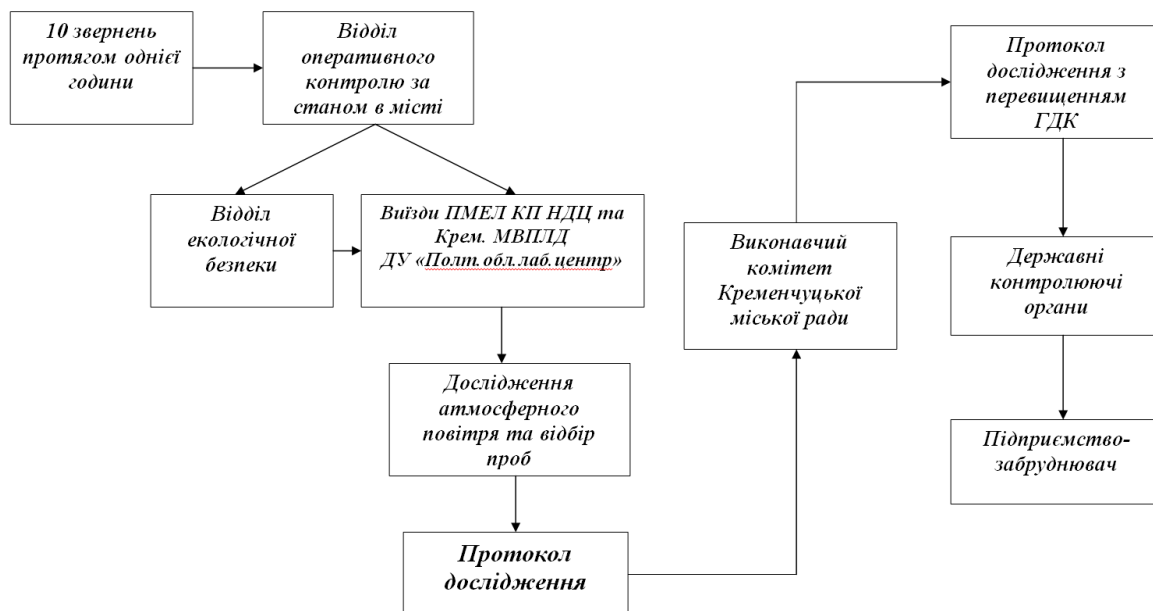 10 звернень
протягом однієї
години
Відділ
оперативного
контролю за
станом в місті
Відділ
екологічної
безпеки
Виїзди ПМЕЛ КП НДЦ та
Крем. МВПЛД
ДУ «Полт.обл.лаб.центр»
Дослідження
атмосферного
повітря та відбір
проб
Протокол
дослідження
Виконавчий
комітет
Кременчуцької
міської ради
Протокол
дослідження з
перевищенням
ГДК
Державні
контролюючі
органи
Підприємство-
забруднювач